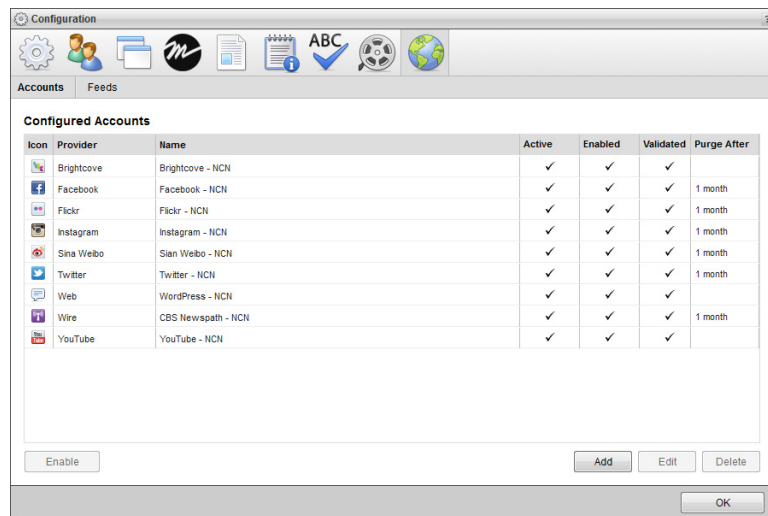 Configuration
ABC
Accounts Feeds
Configured Accounts
Icon Provider Name Active Enabled Validated Purge After
Brightcove Brightcove - NCN
Facebook Facebook - NCN 1 month
Flickr Flickr - NCN 1 month
Instagram Instagram - NCN 1 month
Sina Weibo Sian Weibo - NCN 1 month
Twitter Twitter - NCN 1 month
Web WordPress - NCN
Wire CBS Newspath - NCN 1 month
You Tube YouTube YouTube - NCN
Enable Add Edit Delete
OK